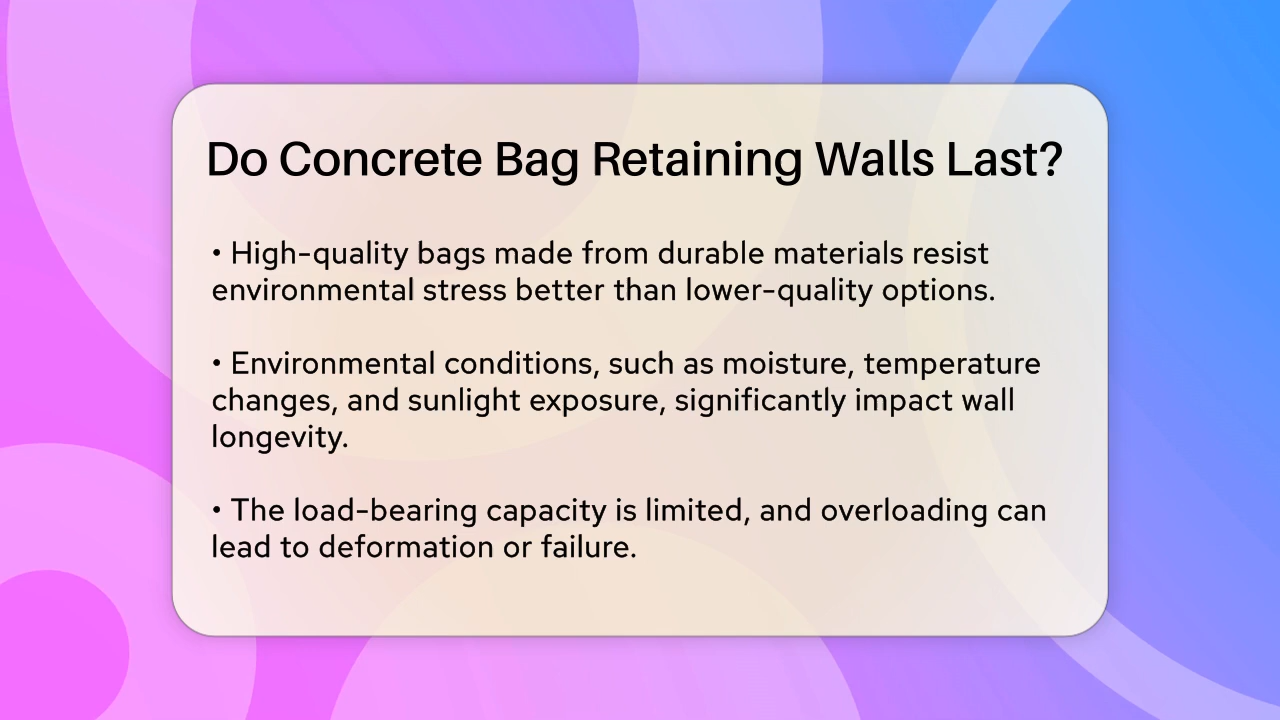 Do Concrete Bag Retaining Walls Last?
• High-quality bags made from durable materials resist
environmental stress better than lower-quality options.
• Environmental conditions, such as moisture, temperature
changes, and sunlight exposure, significantly impact wall
longevity.
• The load-bearing capacity is limited, and overloading can
lead to deformation or failure.